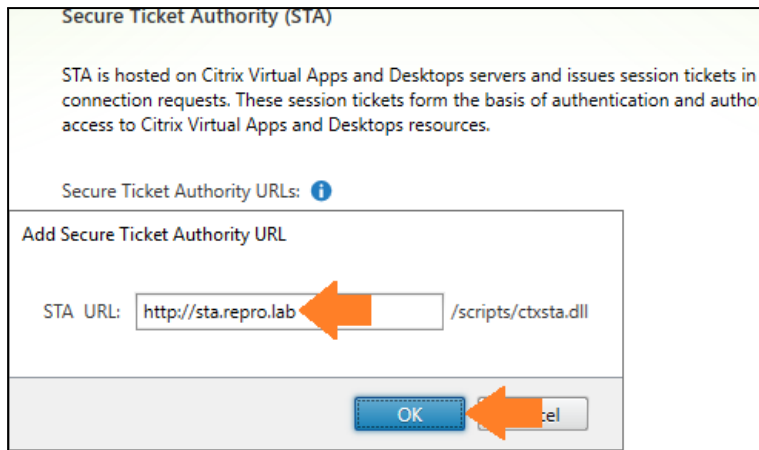 Secure Ticket Authority (STA)
STA is hosted on Citrix Virtual Apps and Desktops servers and issues session tickets in
connection requests. These session tickets form the basis of authentication and
access to Citrix Virtual Apps and Desktops resources.
Secure Ticket Authority URLs:
Add Secure Ticket Authority URL
STA URL: http://sta.repro.lab /scripts/ctxsta.dll
OK